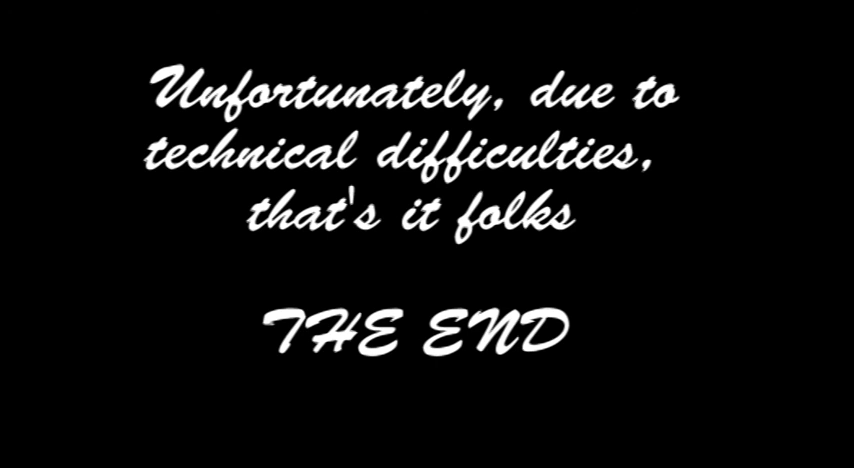 Unfortunately, due to
technical difficulties,
that's it folks
THE END